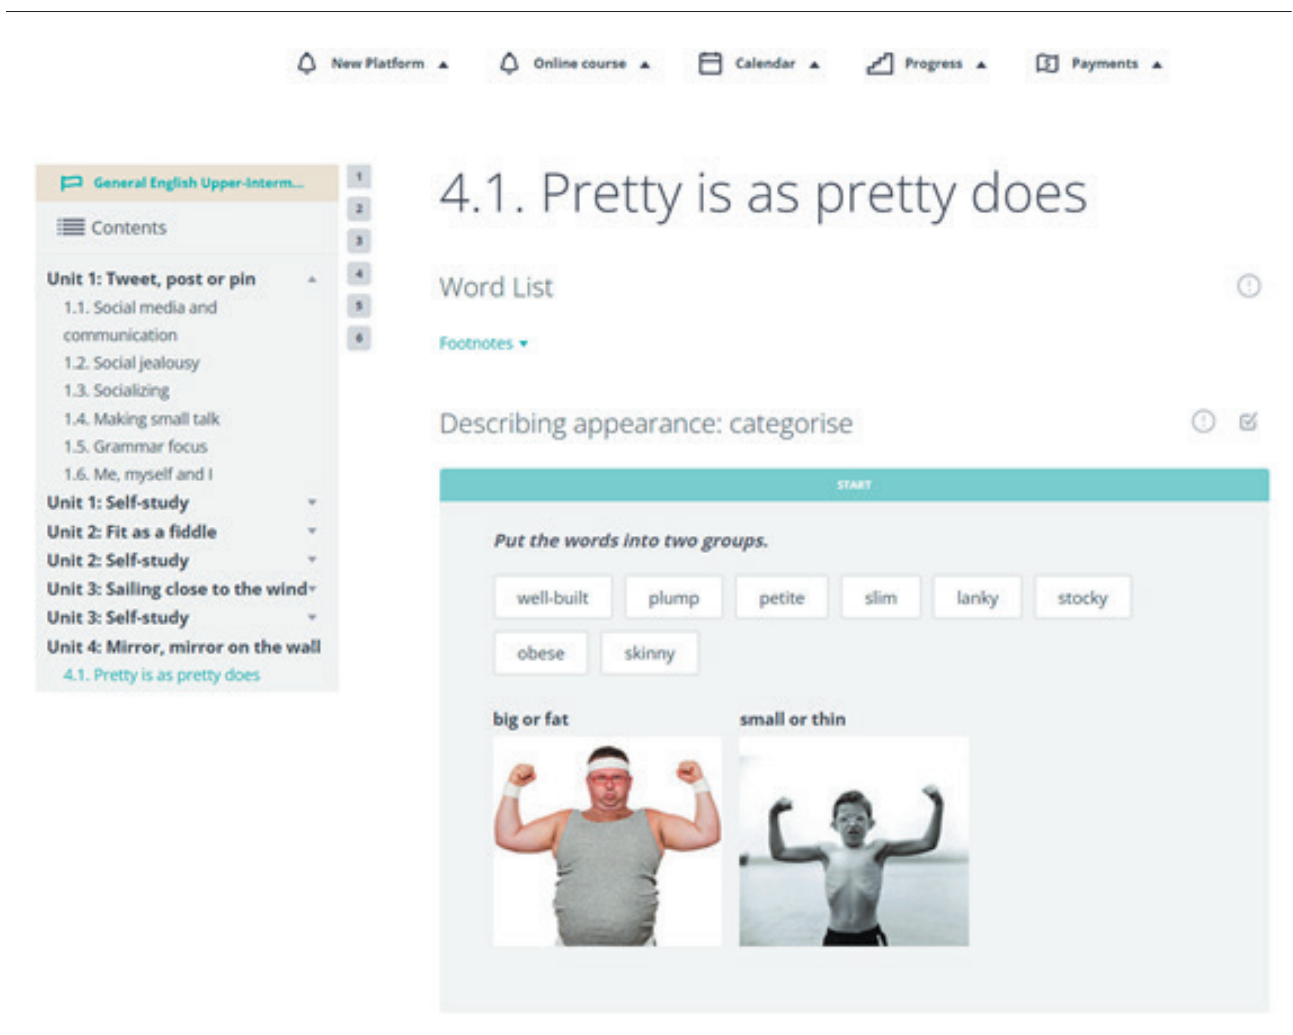 New Platform
Online course
Calendar
Progress
Payments
General English Upper-Interm...
Contents
Unit 1: Tweet, post or pin
1.1. Social media and
communication
1.2. Social jealousy
1.3. Socializing
1.4. Making small talk
1.5. Grammar focus
1.6. Me, myself and I
Unit 1: Self-study
Unit 2: Fit as a fiddle
Unit 2: Self-study
Unit 3: Sailing close to the wind
Unit 3: Self-study
Unit 4: Mirror, mirror on the wall
4.1. Pretty is as pretty does
1
2
3
4
5
6
4.1. Pretty is as pretty does
Word List
Footnotes
Describing appearance: categorise
START
Put the words into two groups.
well-built plump petite slim lanky stocky
obese skinny
big or fat small or thin